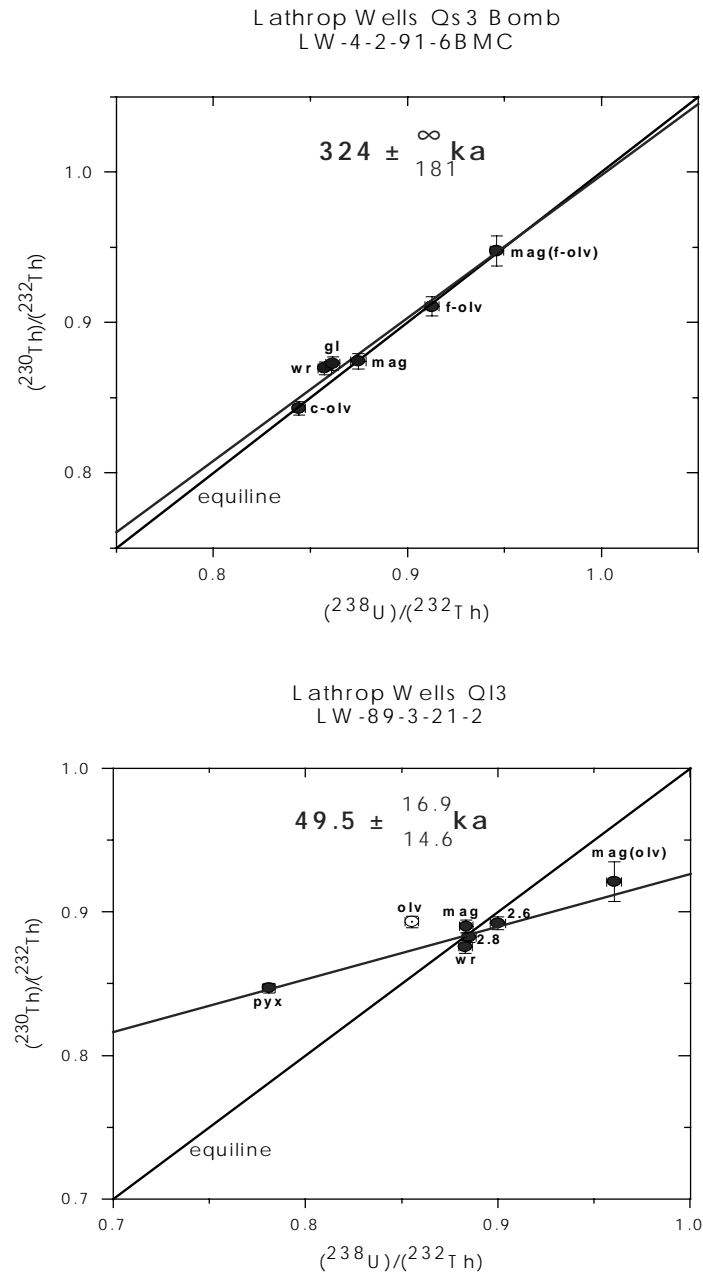 Lathrop Wells Qs3 Bomb
LW-4-2-91-6BMC
324 ± ∞ 181 ka
1.0
0.9
0.8
(230Th)/(232Th)
mag(f-olv)
f-olv
gl
wr
mag
c-olv
equiline
0.8 0.9 1.0
(238U)/(232Th)
Lathrop Wells Ql3
LW-89-3-21-2
1.0
0.9
0.8
0.7
(230Th)/(232Th)
49.5 ± 16.9 14.6 ka
mag(olv)
olv
mag
2.6
2.8
wr
pyx
equiline
0.7 0.8 0.9 1.0
(238U)/(232Th)